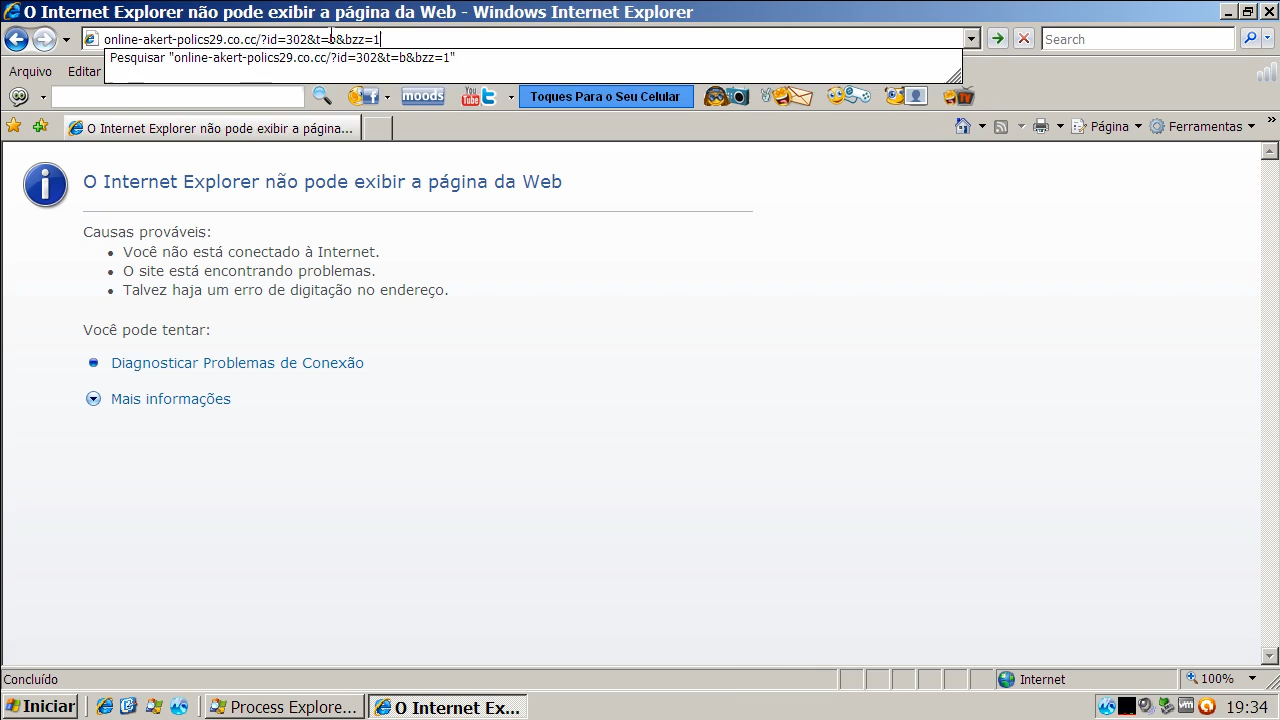 O Internet Explorer não pode exibir a página da Web - Windows Internet Explorer
online-akert-polics29.co.cc/?id=302&t=b&bzz=1
Search
Pesquisar "online-akert-polics29.co.cc/?id=302&t=b&bzz=1"
Arquivo Editar
moods
You Tube
Toques Para o Seu Celular
TV
O Internet Explorer não pode exibir a página...
Página
Ferramentas
O Internet Explorer não pode exibir a página da Web
Causas prováveis:
Você não está conectado à Internet.
O site está encontrando problemas.
Talvez haja um erro de digitação no endereço.
Você pode tentar:
Diagnosticar Problemas de Conexão
Mais informações
Concluído
Internet
100%
Iniciar
Process Explore...
O Internet Ex...
19:34